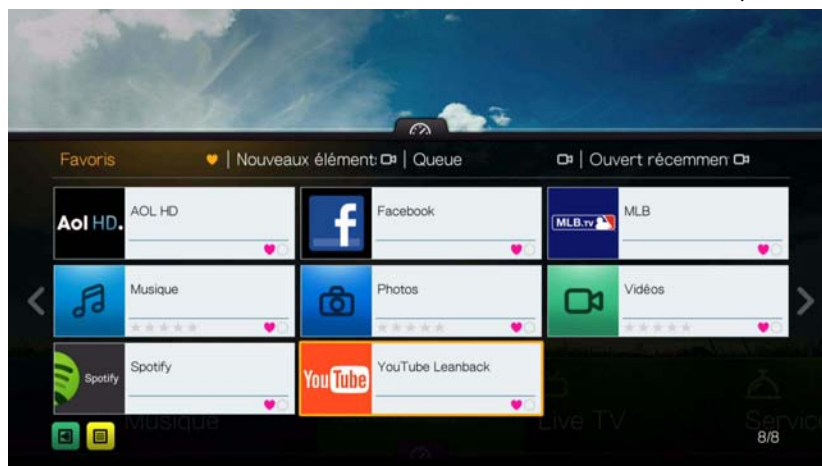 Favoris | Nouveaux élément: | Queue | Ouvert récemmen
Aol HD. AOL HD
Facebook
MLB.TV MLB
Musique
Photos
Vidéos
Spotify Spotify
YouTube YouTube Leanback
Musique Live TV Servic
8/8